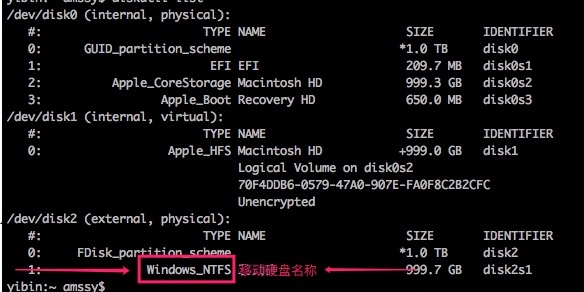 /dev/disk0 (internal, physical):
#: TYPE NAME SIZE IDENTIFIER
0: GUID_partition_scheme *1.0 TB disk0
1: EFI EFI 209.7 MB disk0s1
2: Apple_CoreStorage Macintosh HD 999.3 GB disk0s2
3: Apple_Boot Recovery HD 650.0 MB disk0s3
/dev/disk1 (internal, virtual):
#: TYPE NAME SIZE IDENTIFIER
0: Apple_HFS Macintosh HD +999.0 GB disk1
Logical Volume on disk0s2
70F4DDB6-0579-47A0-907E-FA0F8C2B2CFC
Unencrypted
/dev/disk2 (external, physical):
#: TYPE NAME SIZE IDENTIFIER
0: FDisk_partition_scheme *1.0 TB disk2
1: Windows_NTFS 移动硬盘名称 999.7 GB disk2s1
yibin:~ amssy$